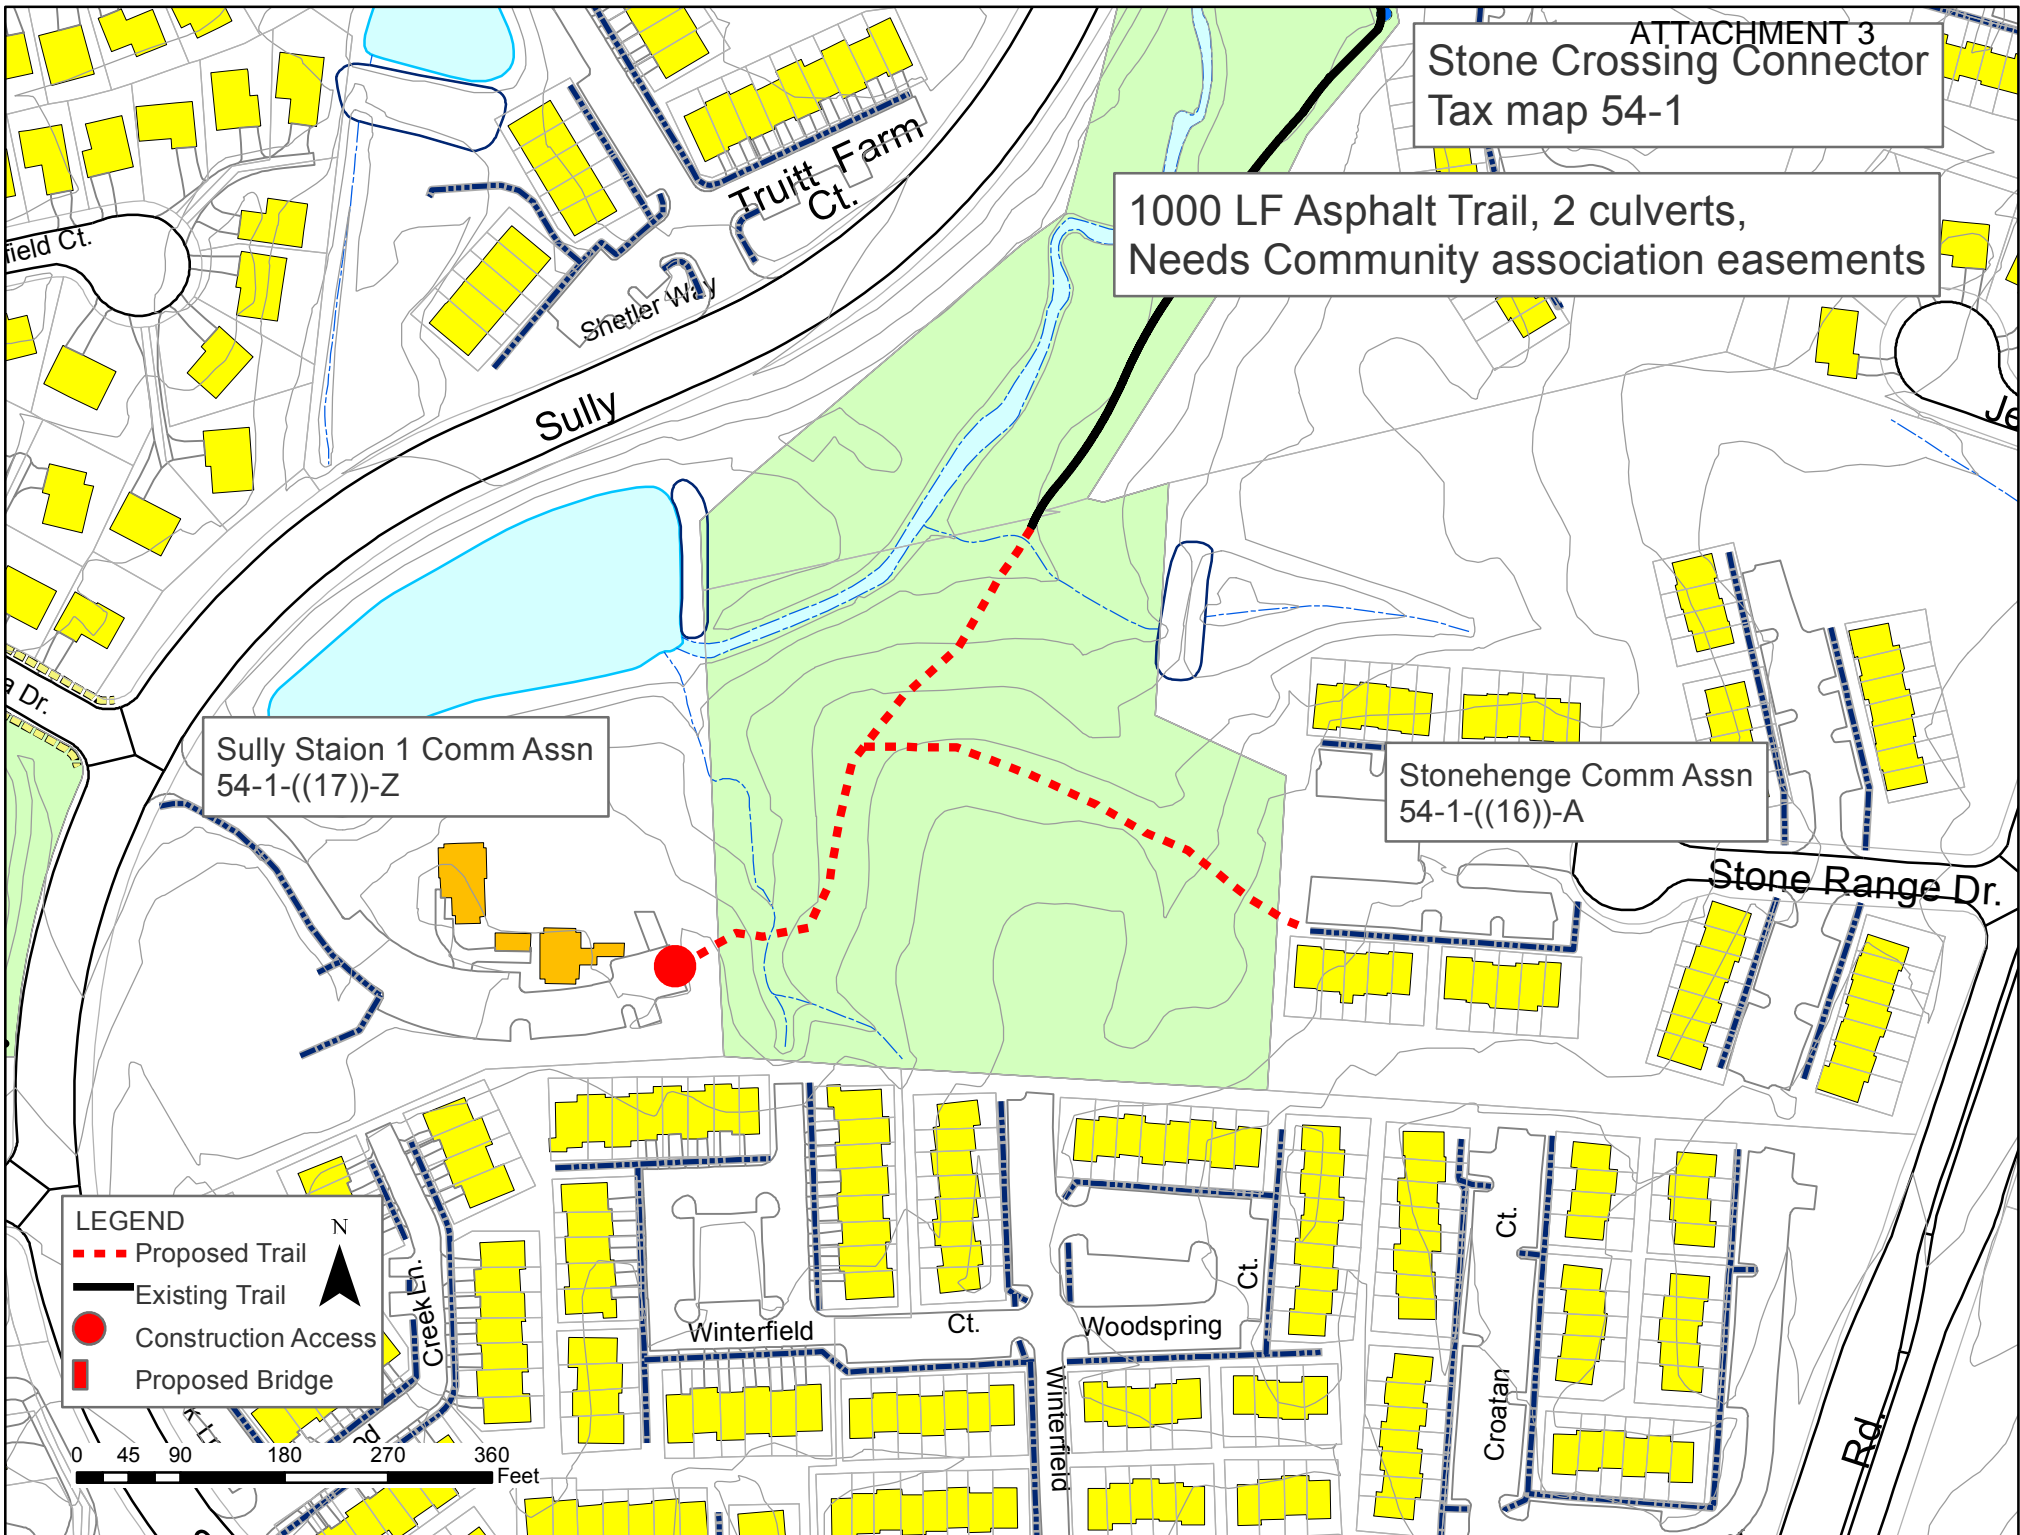 ATTACHMENT 3
Stone Crossing Connector
Tax map 54-1
1000 LF Asphalt Trail, 2 culverts,
Needs Community association easements
Truitt Farm
Ct.
field Ct.
Shetler Way
Sully
Je
a Dr.
Sully Staion 1 Comm Assn
54-1-((17))-Z
Stonehenge Comm Assn
54-1-((16))-A
Stone Range Dr.
LEGEND
N
Proposed Trail
Existing Trail
Construction Access
Proposed Bridge
Creek Ln.
Winterfield
Ct.
Woodspring
Ct.
Ct.
Winterfield
Croatan
Rd.
od
0 45 90 180 270 360
Feet